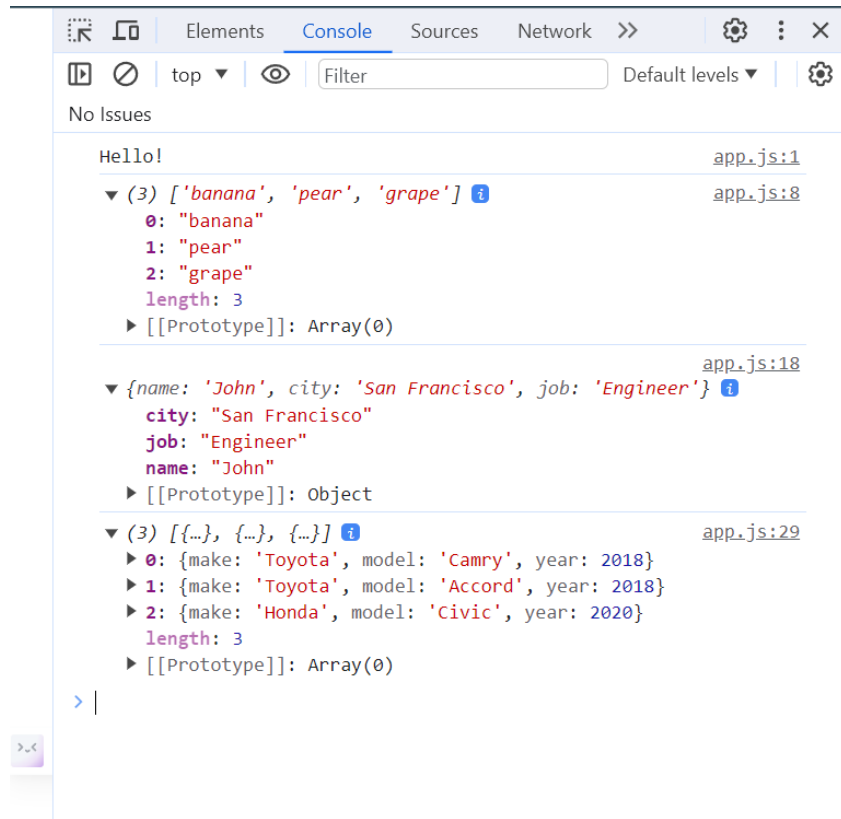 Elements Console Sources Network
top ▼ Filter Default levels ▼
No Issues
Hello! app.js:1
▼ (3) ['banana', 'pear', 'grape'] i app.js:8
0: "banana"
1: "pear"
2: "grape"
length: 3
▶ [[Prototype]]: Array(0)
app.js:18
▼ {name: 'John', city: 'San Francisco', job: 'Engineer'} i
city: "San Francisco"
job: "Engineer"
name: "John"
▶ [[Prototype]]: Object
▼ (3) [{…}, {…}, {…}] i app.js:29
▶ 0: {make: 'Toyota', model: 'Camry', year: 2018}
▶ 1: {make: 'Toyota', model: 'Accord', year: 2018}
▶ 2: {make: 'Honda', model: 'Civic', year: 2020}
length: 3
▶ [[Prototype]]: Array(0)
>